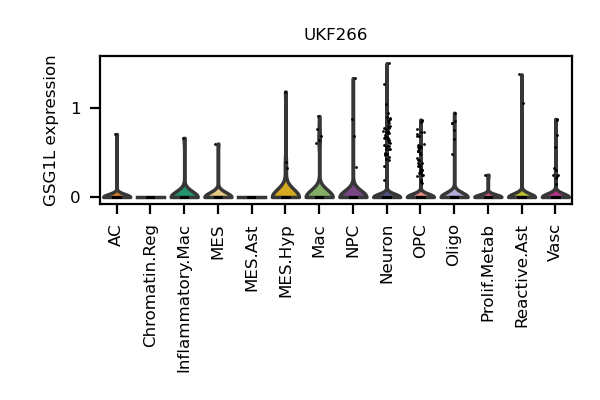 UKF266
GSG1L expression
1
0
AC
Chromatin.Reg
Inflammatory.Mac
MES
MES.Ast
MES.Hyp
Mac
NPC
Neuron
OPC
Oligo
Prolif.Metab
Reactive.Ast
Vasc